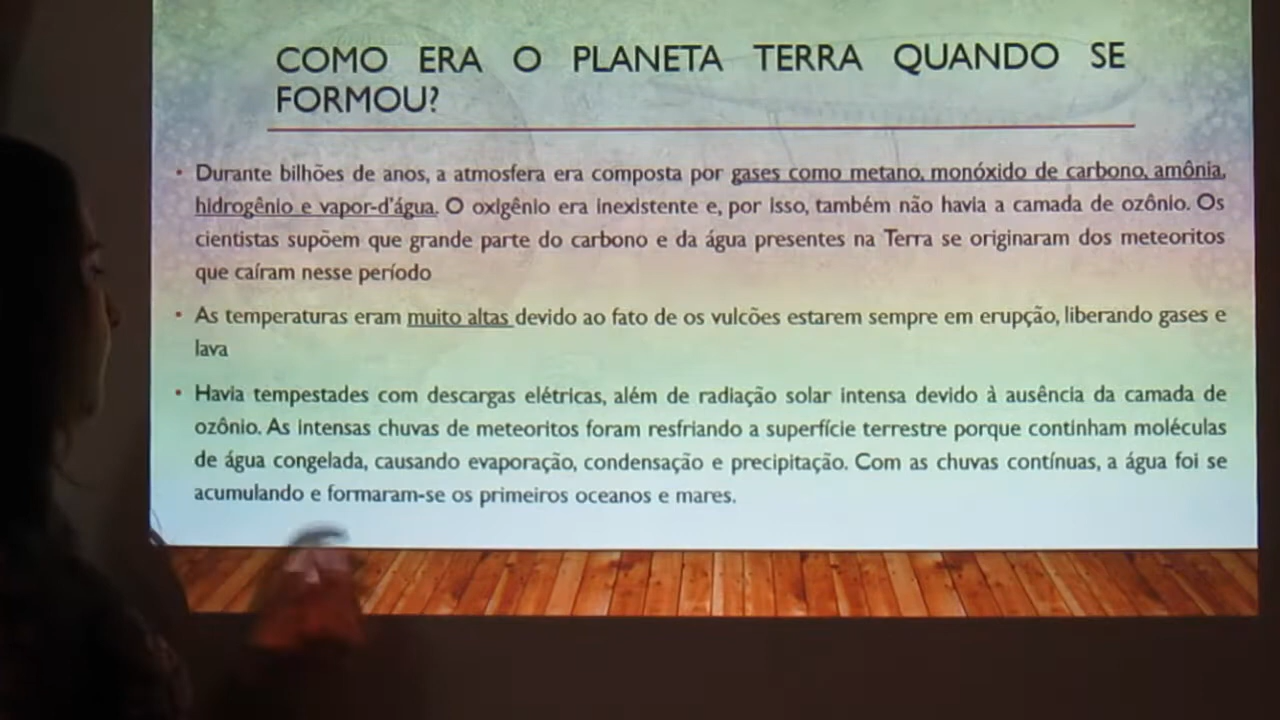 COMO ERA O PLANETA TERRA QUANDO SE
FORMOU?
• Durante bilhões de anos, a atmosfera era composta por gases como metano, monóxido de carbono, amônia,
hidrogênio e vapor-d'água. O oxigênio era inexistente e, por isso, também não havia a camada de ozônio. Os
cientistas supõem que grande parte do carbono e da água presentes na Terra se originaram dos meteoritos
que caíram nesse período
• As temperaturas eram muito altas devido ao fato de os vulcões estarem sempre em erupção, liberando gases e
lava
• Havia tempestades com descargas elétricas, além de radiação solar intensa devido à ausência da camada de
ozônio. As intensas chuvas de meteoritos foram resfriando a superfície terrestre porque continham moléculas
de água congelada, causando evaporação, condensação e precipitação. Com as chuvas contínuas, a água foi se
acumulando e formaram-se os primeiros oceanos e mares.